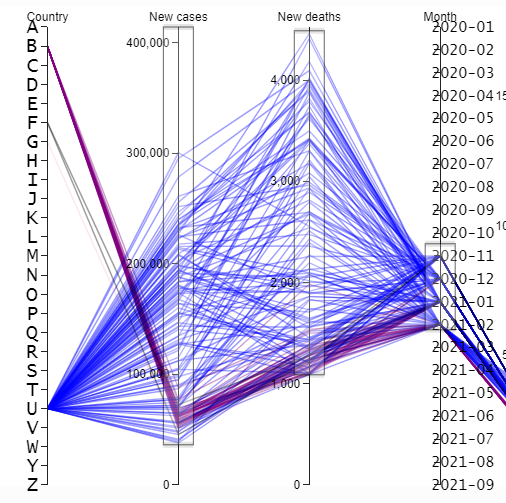 Country New cases New deaths Month
A
B
C
D
E
F
G
H
I
J
K
L
M
N
O
P
Q
R
S
T
U
V
W
Y
Z
400,000
300,000
200,000
100,000
0
4,000
3,000
2,000
1,000
0
2020-01
2020-02
2020-03
2020-04
2020-05
2020-06
2020-07
2020-08
2020-09
2020-10
2020-11
2020-12
2021-01
2021-02
2021-03
2021-04
2021-05
2021-06
2021-07
2021-08
2021-09
15
10
5